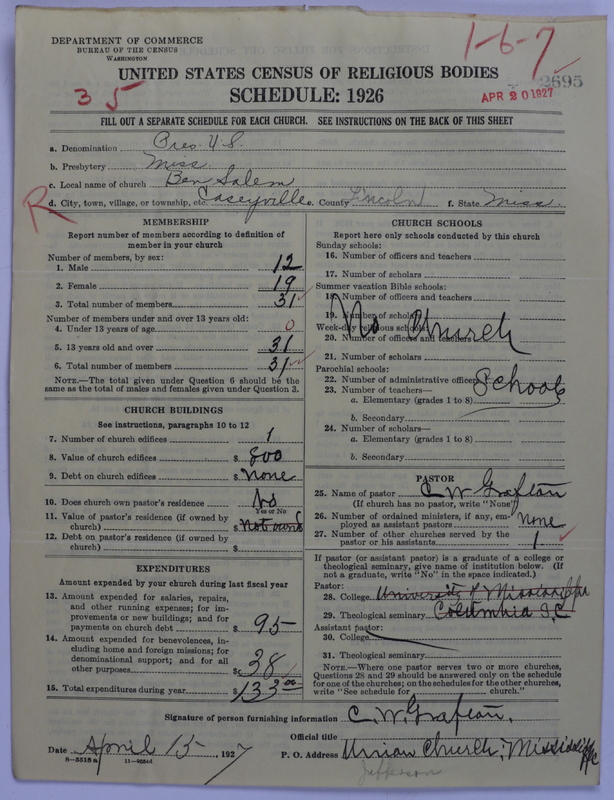 DEPARTMENT OF COMMERCE
BUREAU OF THE CENSUS
WASHINGTON
1-6-7
2695
UNITED STATES CENSUS OF RELIGIOUS BODIES
3 5
SCHEDULE: 1926
APR 20 1927
FILL OUT A SEPARATE SCHEDULE FOR EACH CHURCH. SEE INSTRUCTIONS ON THE BACK OF THIS SHEET
a. Denomination Pres. U.S.
b. Presbytery Miss.
c. Local name of church Ben Salem
R
d. City, town, village, or township, etc. Caseyville e. County Lincoln f. State Miss.
MEMBERSHIP
Report number of members according to definition of
member in your church
Number of members, by sex:
1. Male 12
2. Female 19
3. Total number of members 31
Number of members under and over 13 years old:
4. Under 13 years of age 0
5. 13 years old and over 31
6. Total number of members 31
NOTE.—The total given under Question 6 should be the
same as the total of males and females given under Question 3.
CHURCH BUILDINGS
See instructions, paragraphs 10 to 12
7. Number of church edifices 1
8. Value of church edifices $ 800
9. Debt on church edifices $ None
10. Does church own pastor's residence No
Yes or No
11. Value of pastor's residence (if owned by
church) $ Not owned
12. Debt on pastor's residence (if owned by
church) $
EXPENDITURES
Amount expended by your church during last fiscal year
13. Amount expended for salaries, repairs,
and other running expenses; for im-
provements or new buildings; and for
payments on church debt $ 95
14. Amount expended for benevolences, in-
cluding home and foreign missions; for
denominational support; and for all
other purposes $ 38
15. Total expenditures during year $ 133.00
CHURCH SCHOOLS
Report here only schools conducted by this church
Sunday schools:
16. Number of officers and teachers
17. Number of scholars
Summer vacation Bible schools:
18. Number of officers and teachers
19. Number of scholars
No Church
Week-day religious schools:
20. Number of officers and teachers
21. Number of scholars
Parochial schools:
22. Number of administrative officers
School
23. Number of teachers—
a. Elementary (grades 1 to 8)
b. Secondary
24. Number of scholars—
a. Elementary (grades 1 to 8)
b. Secondary
PASTOR
25. Name of pastor C. W. Grafton
(If church has no pastor, write "None")
26. Number of ordained ministers, if any, em-
ployed as assistant pastors None
27. Number of other churches served by the
pastor or his assistants 1
If pastor (or assistant pastor) is a graduate of a college or
theological seminary, give name of institution below. (If
not a graduate, write "No" in the space indicated.)
Pastor:
28. College University of Mississippi
29. Theological seminary Columbia S.C.
Assistant pastor:
30. College
31. Theological seminary
NOTE.—Where one pastor serves two or more churches,
Questions 28 and 29 should be answered only on the schedule
for one of the churches; on the schedules for the other churches,
write "See schedule for church."
Signature of person furnishing information C. W. Grafton.
Official title
Date April 15 1927
P. O. Address Union Church, Mississippi
Jefferson
8—5515a